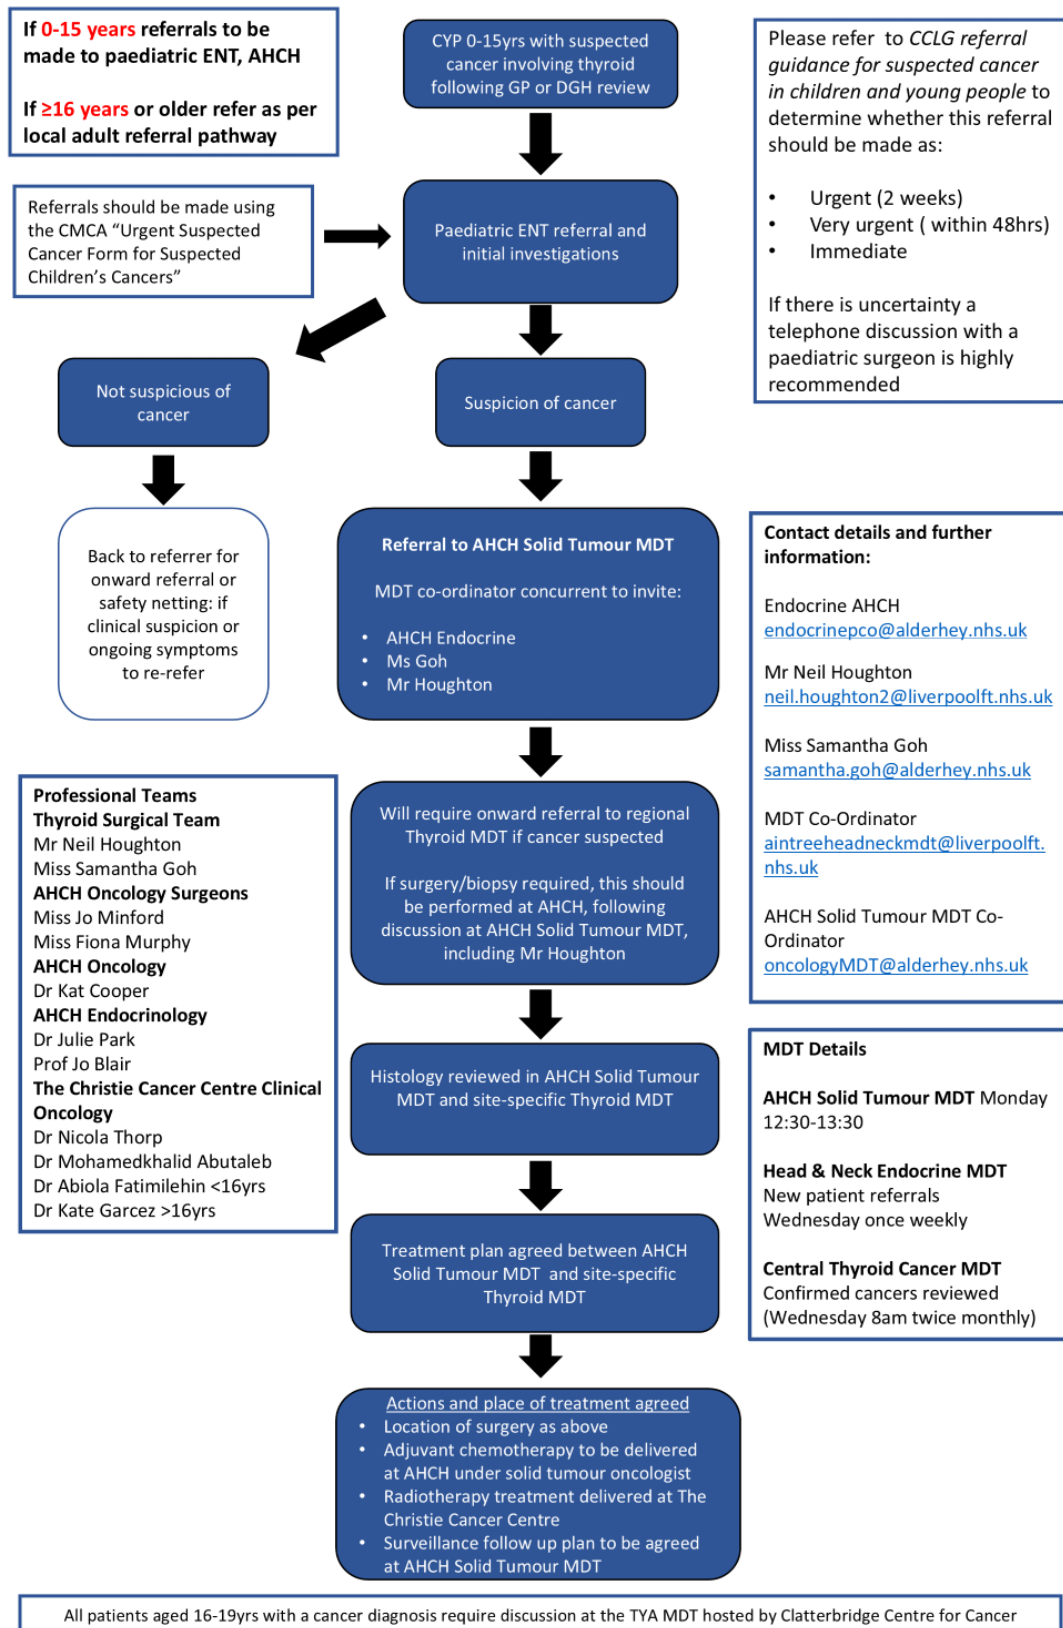 If 0-15 years referrals to be
made to paediatric ENT, AHCH
If ≥16 years or older refer as per
local adult referral pathway
CYP 0-15yrs with suspected
cancer involving thyroid
following GP or DGH review
Please refer to CCLG referral
guidance for suspected cancer
in children and young people to
determine whether this referral
should be made as:
• Urgent (2 weeks)
• Very urgent ( within 48hrs)
• Immediate
If there is uncertainty a
telephone discussion with a
paediatric surgeon is highly
recommended
Referrals should be made using
the CMCA “Urgent Suspected
Cancer Form for Suspected
Children’s Cancers”
Paediatric ENT referral and
initial investigations
Not suspicious of
cancer
Suspicion of cancer
Back to referrer for
onward referral or
safety netting: if
clinical suspicion or
ongoing symptoms
to re-refer
Referral to AHCH Solid Tumour MDT
MDT co-ordinator concurrent to invite:
• AHCH Endocrine
• Ms Goh
• Mr Houghton
Contact details and further
information:
Endocrine AHCH
endocrinepco@alderhey.nhs.uk
Mr Neil Houghton
neil.houghton2@liverpoolft.nhs.uk
Miss Samantha Goh
samantha.goh@alderhey.nhs.uk
MDT Co-Ordinator
aintreeheadneckmdt@liverpoolft.
nhs.uk
AHCH Solid Tumour MDT Co-
Ordinator
oncologyMDT@alderhey.nhs.uk
Professional Teams
Thyroid Surgical Team
Mr Neil Houghton
Miss Samantha Goh
AHCH Oncology Surgeons
Miss Jo Minford
Miss Fiona Murphy
AHCH Oncology
Dr Kat Cooper
AHCH Endocrinology
Dr Julie Park
Prof Jo Blair
The Christie Cancer Centre Clinical
Oncology
Dr Nicola Thorp
Dr Mohamedkhalid Abutaleb
Dr Abiola Fatimilehin <16yrs
Dr Kate Garcez >16yrs
Will require onward referral to regional
Thyroid MDT if cancer suspected
If surgery/biopsy required, this should
be performed at AHCH, following
discussion at AHCH Solid Tumour MDT,
including Mr Houghton
Histology reviewed in AHCH Solid Tumour
MDT and site-specific Thyroid MDT
MDT Details
AHCH Solid Tumour MDT Monday
12:30-13:30
Head & Neck Endocrine MDT
New patient referrals
Wednesday once weekly
Central Thyroid Cancer MDT
Confirmed cancers reviewed
(Wednesday 8am twice monthly)
Treatment plan agreed between AHCH
Solid Tumour MDT and site-specific
Thyroid MDT
Actions and place of treatment agreed
• Location of surgery as above
• Adjuvant chemotherapy to be delivered
at AHCH under solid tumour oncologist
• Radiotherapy treatment delivered at The
Christie Cancer Centre
• Surveillance follow up plan to be agreed
at AHCH Solid Tumour MDT
All patients aged 16-19yrs with a cancer diagnosis require discussion at the TYA MDT hosted by Clatterbridge Centre for Cancer